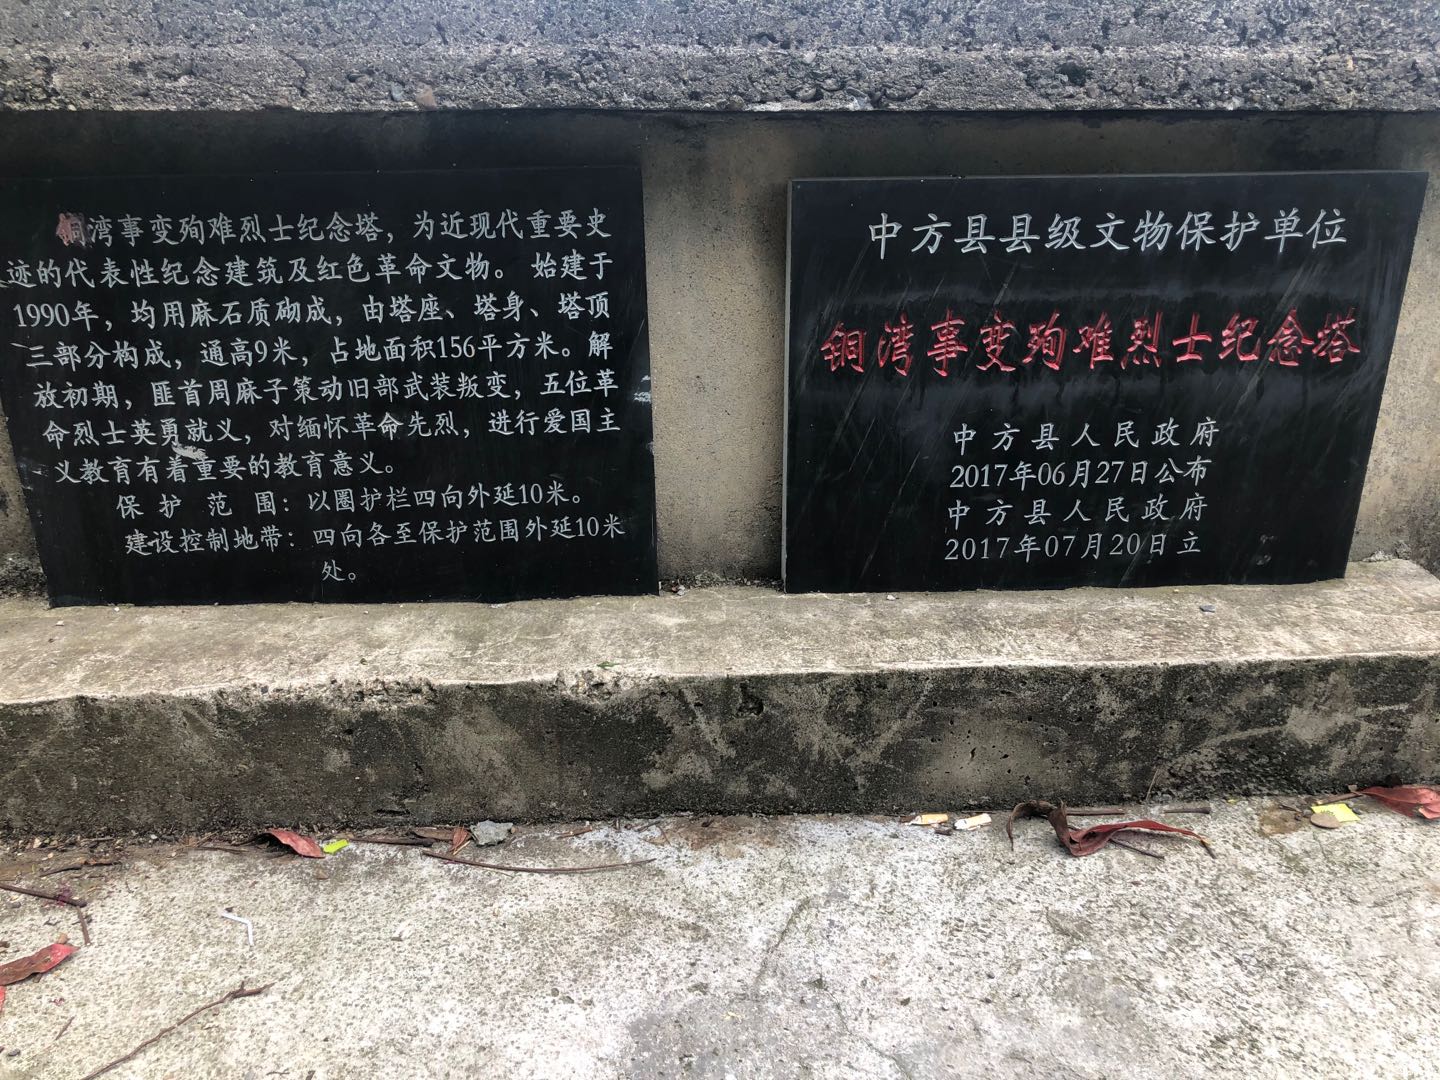 铜湾事变殉难烈士纪念塔，为近现代重要史
迹的代表性纪念建筑及红色革命文物。始建于
1990年，均用麻石质砌成，由塔座、塔身、塔顶
三部分构成，通高9米，占地面积156平方米。解
放初期，匪首周麻子策动旧部武装叛变，五位革
命烈士英勇就义，对缅怀革命先烈，进行爱国主
义教育有着重要的教育意义。
保护范围：以圈护栏四向外延10米。
建设控制地带：四向各至保护范围外延10米
处。
中方县县级文物保护单位
铜湾事变殉难烈士纪念塔
中方县人民政府
2017年06月27日公布
中方县人民政府
2017年07月20日立